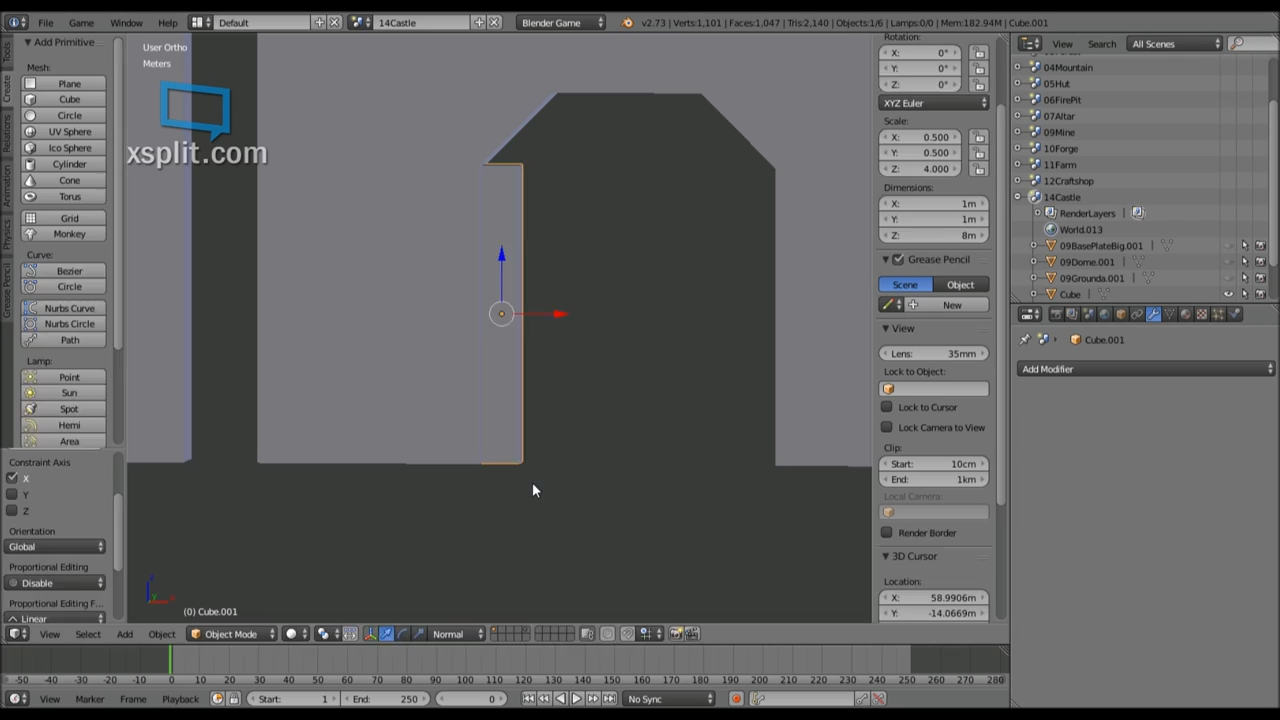 File Game Window Help Default 14Castle Blender Game v2.73 | Verts:1,101 | Faces:1,047 | Tris:2,140 | Objects:1/6 | Lamps:0/0 | Mem:182.94M | Cube.001
Add Primitive
Mesh:
Plane
Cube
Circle
UV Sphere
Ico Sphere
Cylinder
Cone
Torus
Grid
Monkey
Curve:
Bezier
Circle
Nurbs Curve
Nurbs Circle
Path
Lamp:
Point
Sun
Spot
Hemi
Area
Tools
Create
Relations
Animation
Physics
Grease Pencil
Constraint Axis
X
Y
Z
Orientation
Global
Proportional Editing
Disable
Proportional Editing F...
Linear
User Ortho
Meters
xsplit.com
(0) Cube.001
Rotation:
X: 0°
Y: 0°
Z: 0°
XYZ Euler
Scale:
X: 0.500
Y: 0.500
Z: 4.000
Dimensions:
X: 1m
Y: 1m
Z: 8m
Grease Pencil
Scene Object
New
View
Lens: 35mm
Lock to Object:
Lock to Cursor
Lock Camera to View
Clip:
Start: 10cm
End: 1km
Local Camera:
Render Border
3D Cursor
Location:
X: 58.9906m
Y: -14.0669m
View Search All Scenes
04Mountain
05Hut
06FirePit
07Altar
09Mine
10Forge
11Farm
12Craftshop
14Castle
RenderLayers
World.013
09BasePlateBig.001
09Dome.001
09Grounda.001
Cube
Cube.001
Add Modifier
View Select Add Object Object Mode Normal
-50 -40 -30 -20 -10 0 10 20 30 40 50 60 70 80 90 100 110 120 130 140 150 160 170 180 190 200 210 220 230 240 250 260 270 280
View Marker Frame Playback Start: 1 End: 250 0 No Sync